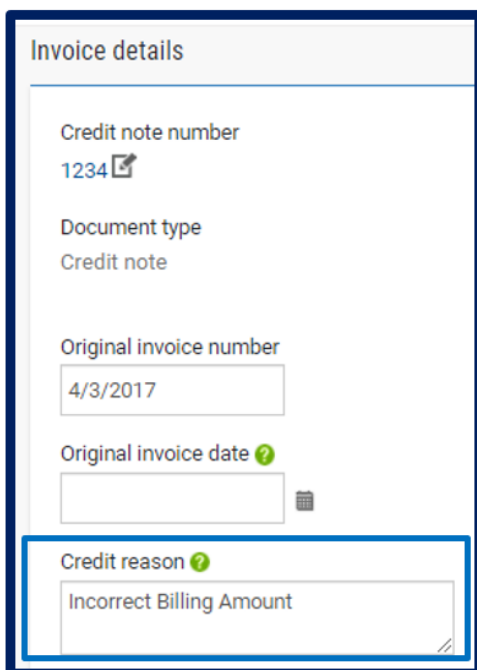 Invoice details
Credit note number
1234
Document type
Credit note
Original invoice number
4/3/2017
Original invoice date ?
Credit reason ?
Incorrect Billing Amount